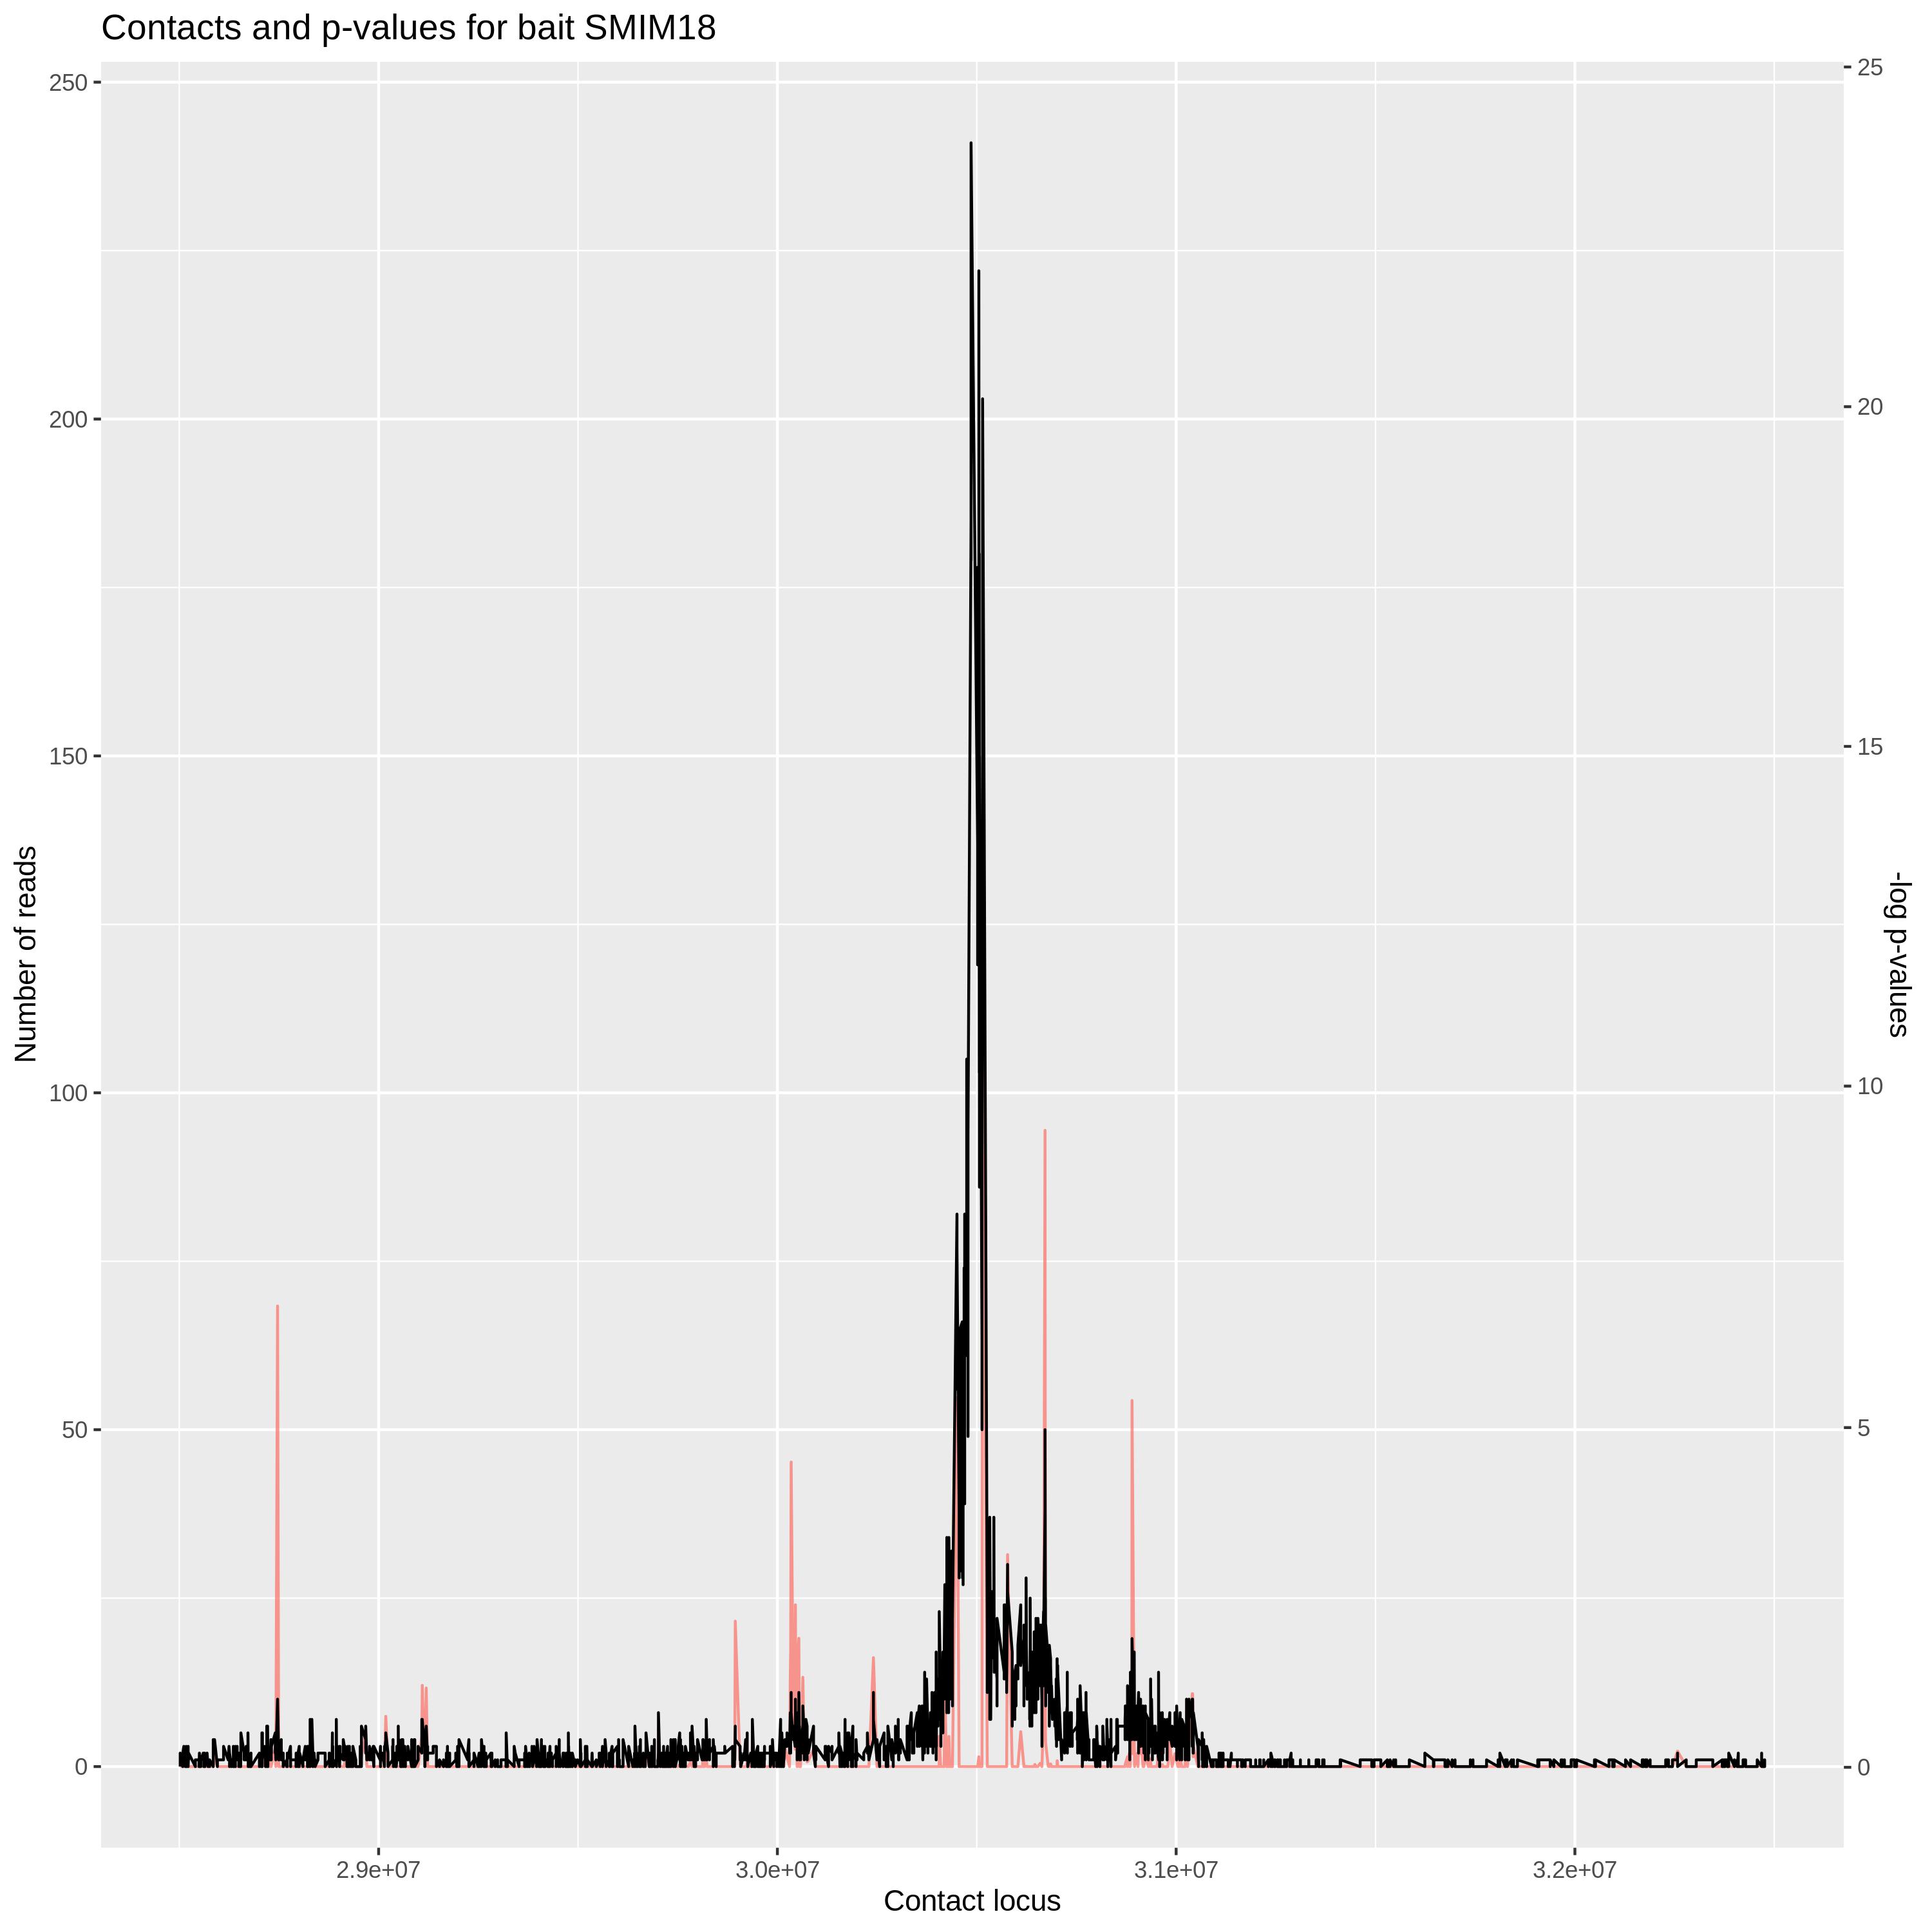 Contacts and p-values for bait SMIM18
250
200
150
100
50
0
Number of reads
25
20
15
10
5
0
-log p-values
2.9e+07
3.0e+07
3.1e+07
3.2e+07
Contact locus